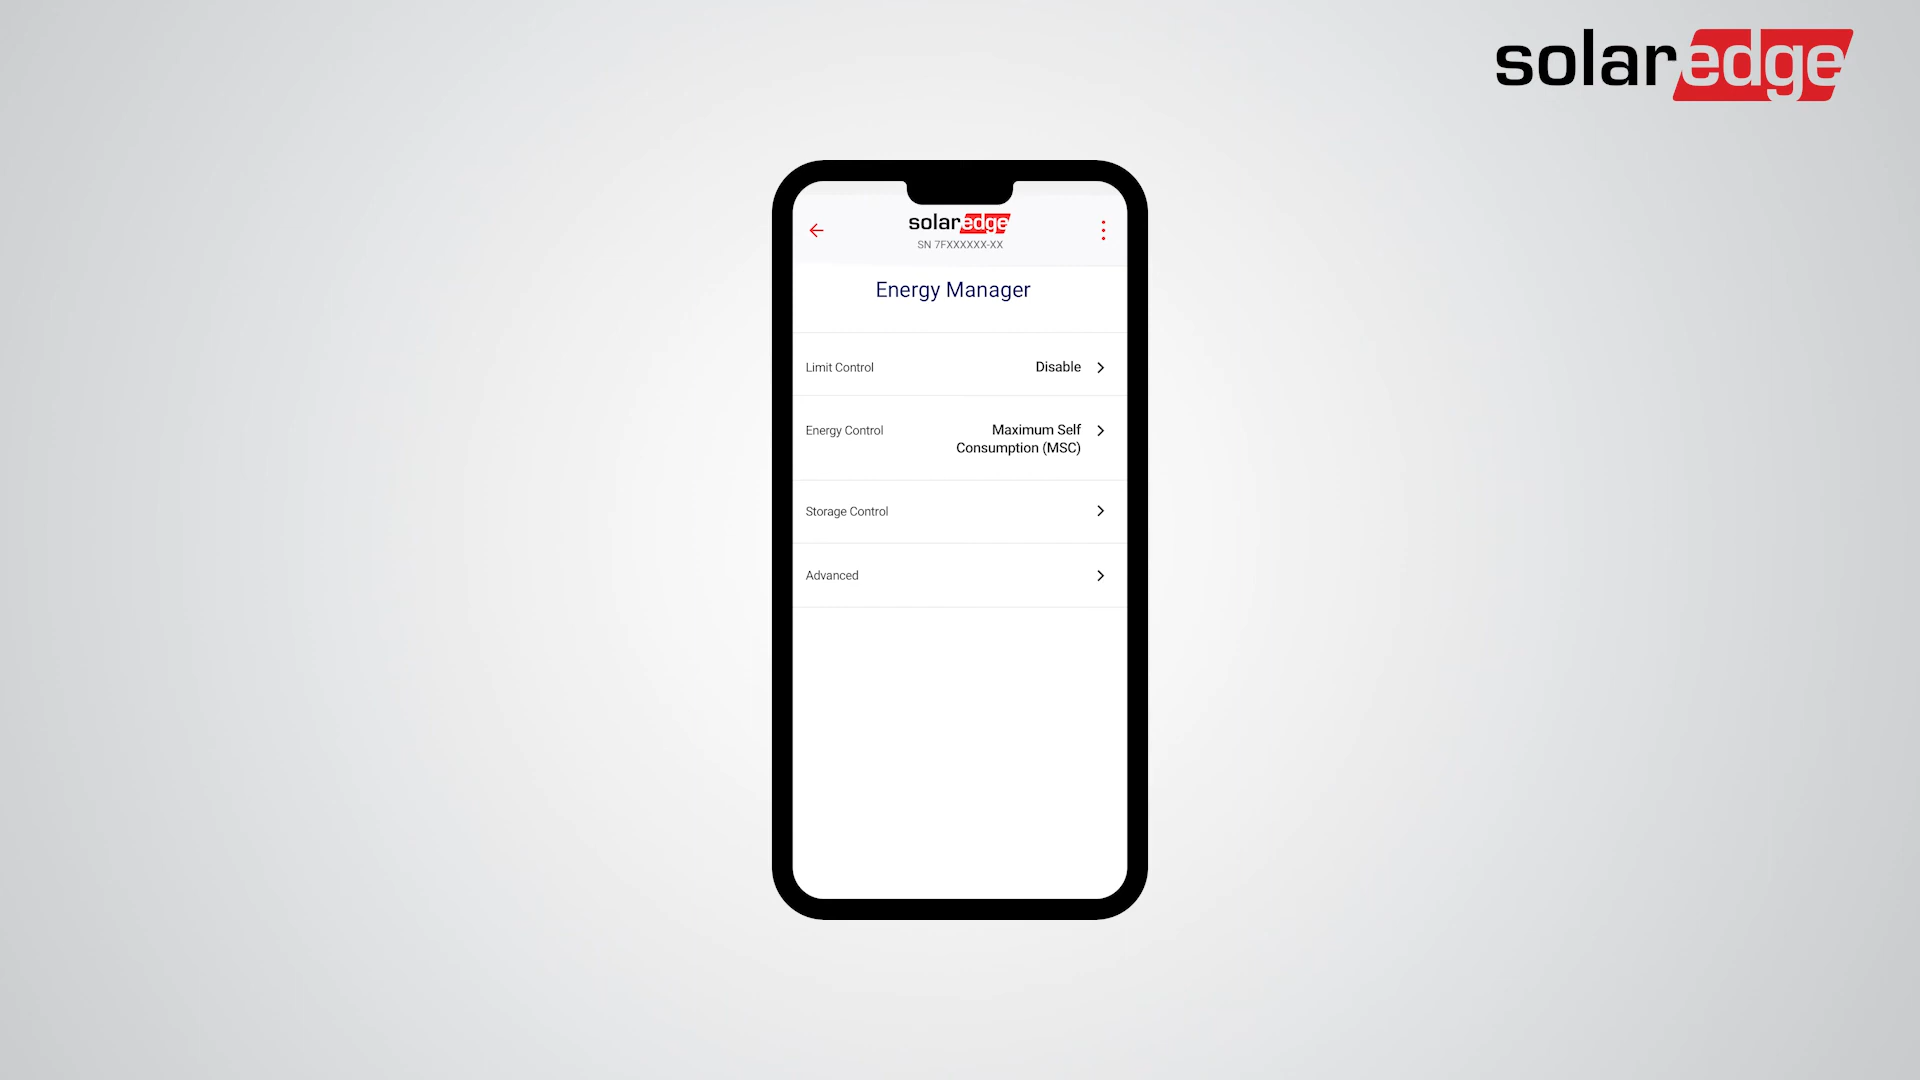 solaredge
solaredge
SN 7FXXXXXX-XX
Energy Manager
Limit Control Disable
Energy Control Maximum Self
Consumption (MSC)
Storage Control
Advanced